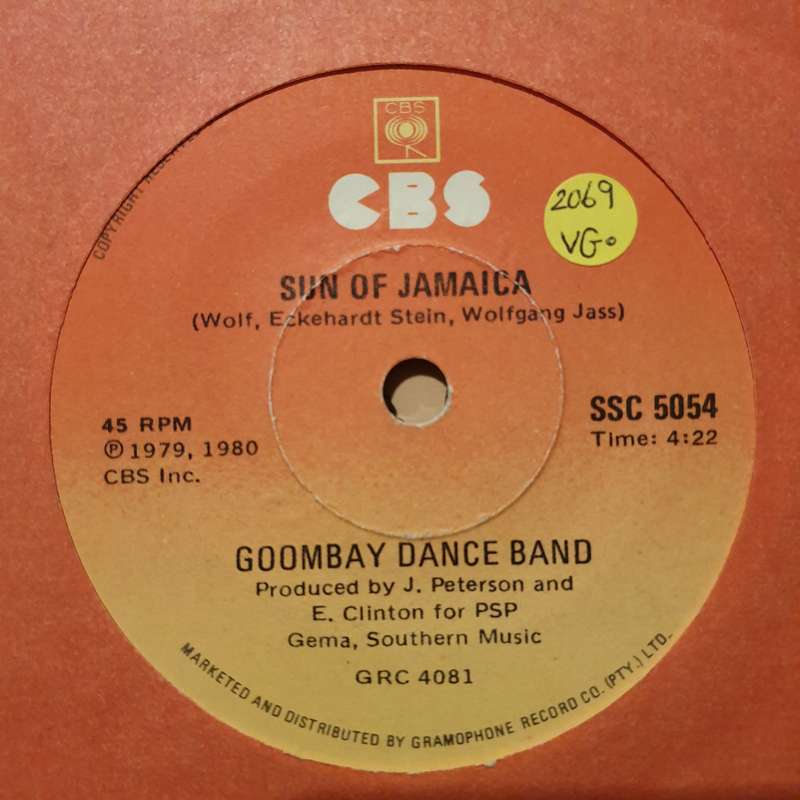 CBS
CBS
2069
VG.
SUN OF JAMAICA
(Wolf, Eckehardt Stein, Wolfgang Jass)
45 RPM
℗ 1979, 1980
CBS Inc.
SSC 5054
Time: 4:22
GOOMBAY DANCE BAND
Produced by J. Peterson and
E. Clinton for PSP
Gema, Southern Music
GRC 4081
COPYRIGHT
MARKETED AND DISTRIBUTED BY GRAMOPHONE RECORD CO. (PTY.) LTD.